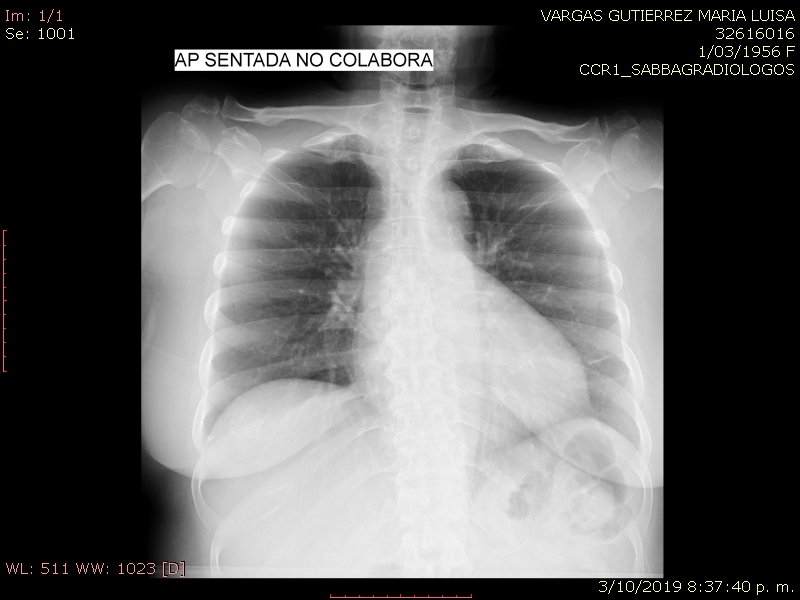 Im: 1/1
Se: 1001
VARGAS GUTIERREZ MARIA LUISA
32616016
1/03/1956 F
CCR1_SABBAGRADIOLOGOS
AP SENTADA NO COLABORA
WL: 511 WW: 1023 [D]
3/10/2019 8:37:40 p. m.